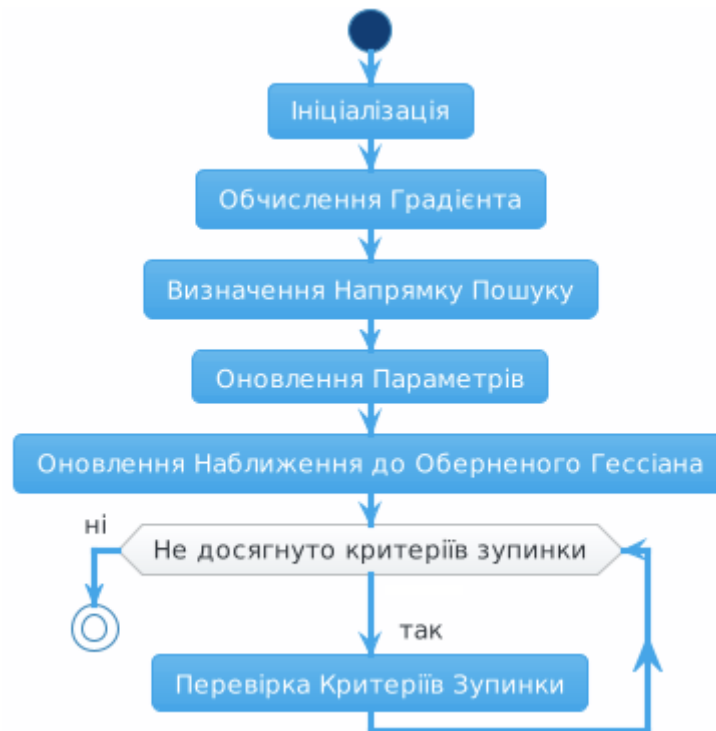 Ініціалізація
Обчислення Градієнта
Визначення Напрямку Пошуку
Оновлення Параметрів
Оновлення Наближення до Оберненого Гессіана
ні
Не досягнуто критеріїв зупинки
так
Перевірка Критеріїв Зупинки